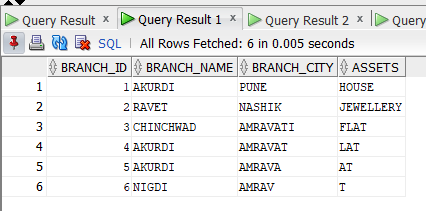 Query Result × Query Result 1 × Query Result 2 × Query
SQL | All Rows Fetched: 6 in 0.005 seconds
BRANCH_ID BRANCH_NAME BRANCH_CITY ASSETS
1 1 AKURDI PUNE HOUSE
2 2 RAVET NASHIK JEWELLERY
3 3 CHINCHWAD AMRAVATI FLAT
4 4 AKURDI AMRAVAT LAT
5 5 AKURDI AMRAVA AT
6 6 NIGDI AMRAV T